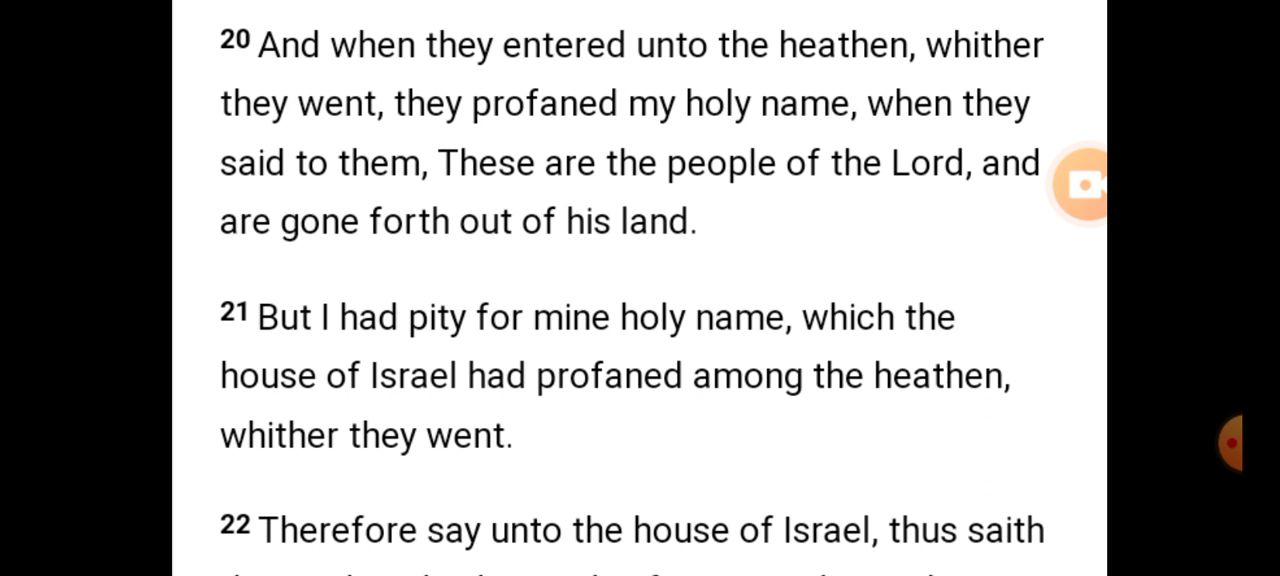 20 And when they entered unto the heathen, whither
they went, they profaned my holy name, when they
said to them, These are the people of the Lord, and
are gone forth out of his land.
21 But I had pity for mine holy name, which the
house of Israel had profaned among the heathen,
whither they went.
22 Therefore say unto the house of Israel, thus saith